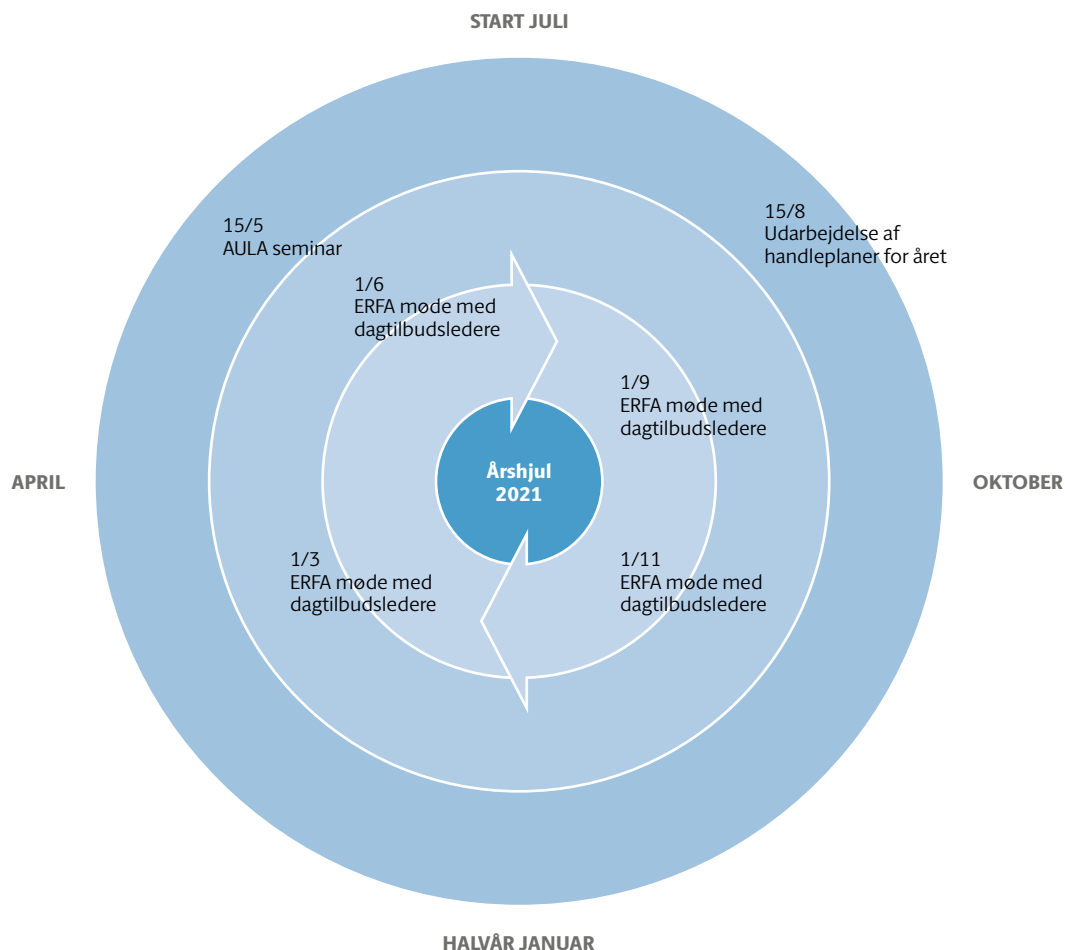 START JULI
15/5
AULA seminar
15/8
Udarbejdelse af
handleplaner for året
1/6
ERFA møde med
dagtilbudsledere
1/9
ERFA møde med
dagtilbudsledere
Årshjul
2021
APRIL
OKTOBER
1/3
ERFA møde med
dagtilbudsledere
1/11
ERFA møde med
dagtilbudsledere
HALVÅR JANUAR